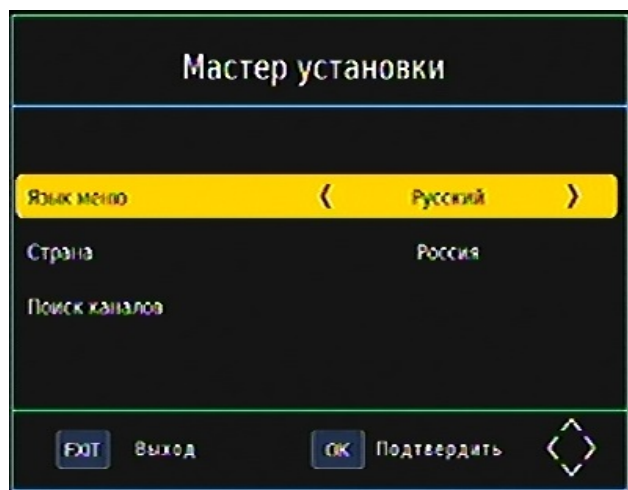 Мастер установки
Язык меню ⟨ Русский ⟩
Страна Россия
Поиск каналов
EXIT Выход OK Подтвердить